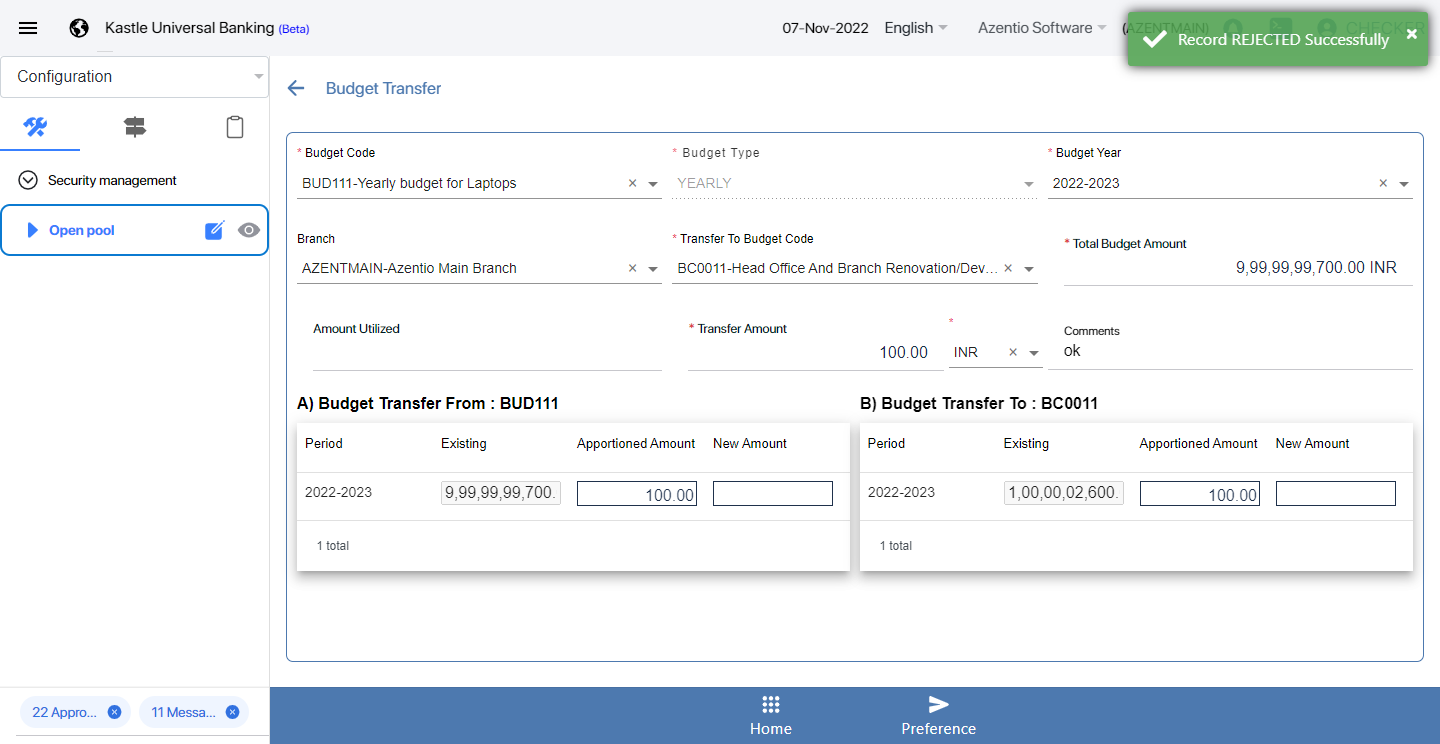 Kastle Universal Banking (Beta)
07-Nov-2022
English
Azentio Software
(AZENTMAIN)
CHECKER
Record REJECTED Successfully
Configuration
Security management
Open pool
22 Appro...
11 Messa...
Budget Transfer
* Budget Code
BUD111-Yearly budget for Laptops
* Budget Type
YEARLY
* Budget Year
2022-2023
Branch
AZENTMAIN-Azentio Main Branch
* Transfer To Budget Code
BC0011-Head Office And Branch Renovation/Dev...
* Total Budget Amount
9,99,99,99,700.00 INR
Amount Utilized
* Transfer Amount
100.00
*
INR
Comments
ok
A) Budget Transfer From : BUD111
Period Existing Apportioned Amount New Amount
2022-2023 9,99,99,99,700. 100.00
1 total
B) Budget Transfer To : BC0011
Period Existing Apportioned Amount New Amount
2022-2023 1,00,00,02,600. 100.00
1 total
Home
Preference